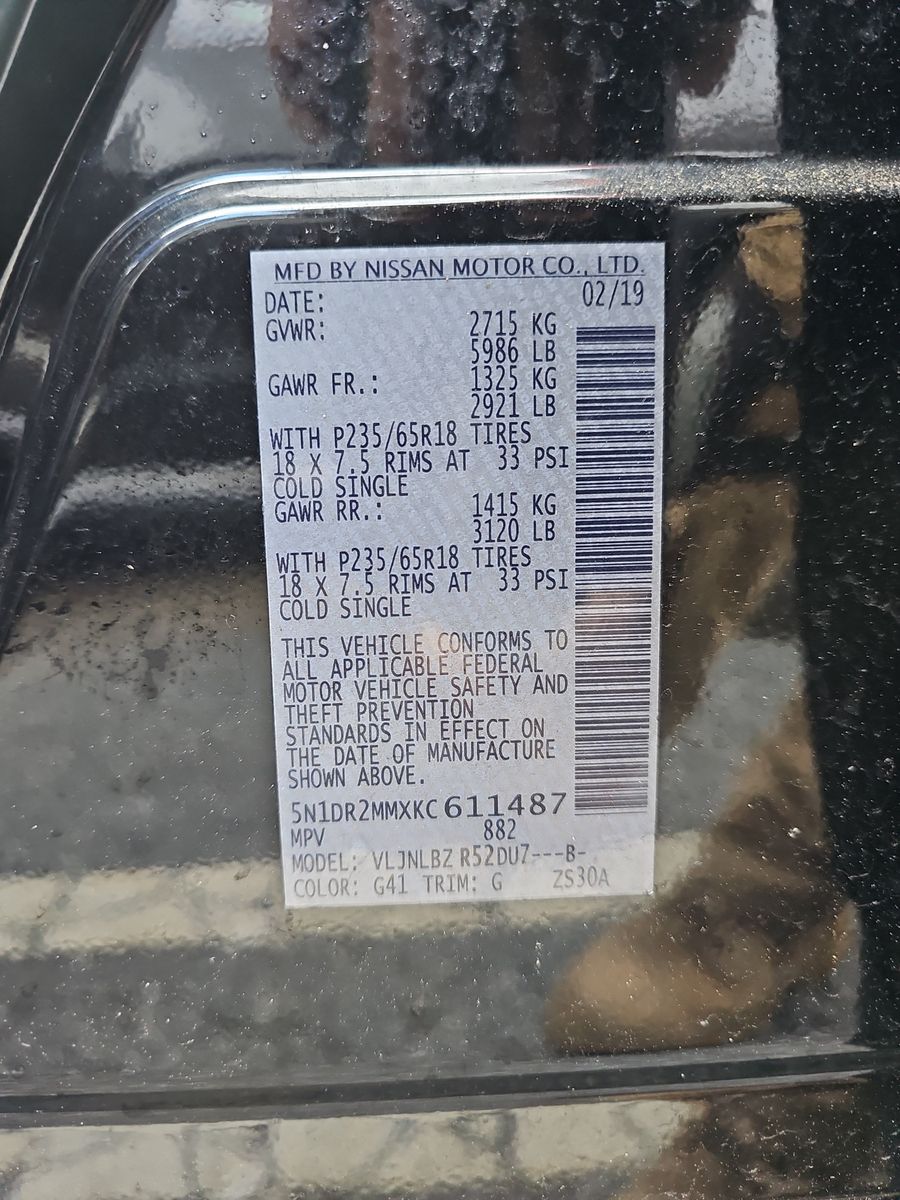 MFD BY NISSAN MOTOR CO., LTD.
DATE: 02/19
GVWR: 2715 KG
5986 LB
GAWR FR.: 1325 KG
2921 LB
WITH P235/65R18 TIRES
18 X 7.5 RIMS AT 33 PSI
COLD SINGLE
GAWR RR.: 1415 KG
3120 LB
WITH P235/65R18 TIRES
18 X 7.5 RIMS AT 33 PSI
COLD SINGLE
THIS VEHICLE CONFORMS TO
ALL APPLICABLE FEDERAL
MOTOR VEHICLE SAFETY AND
THEFT PREVENTION
STANDARDS IN EFFECT ON
THE DATE OF MANUFACTURE
SHOWN ABOVE.
5N1DR2MMXKC611487
MPV 882
MODEL: VLJNLBZ R52DU7---B-
COLOR: G41 TRIM: G ZS30A